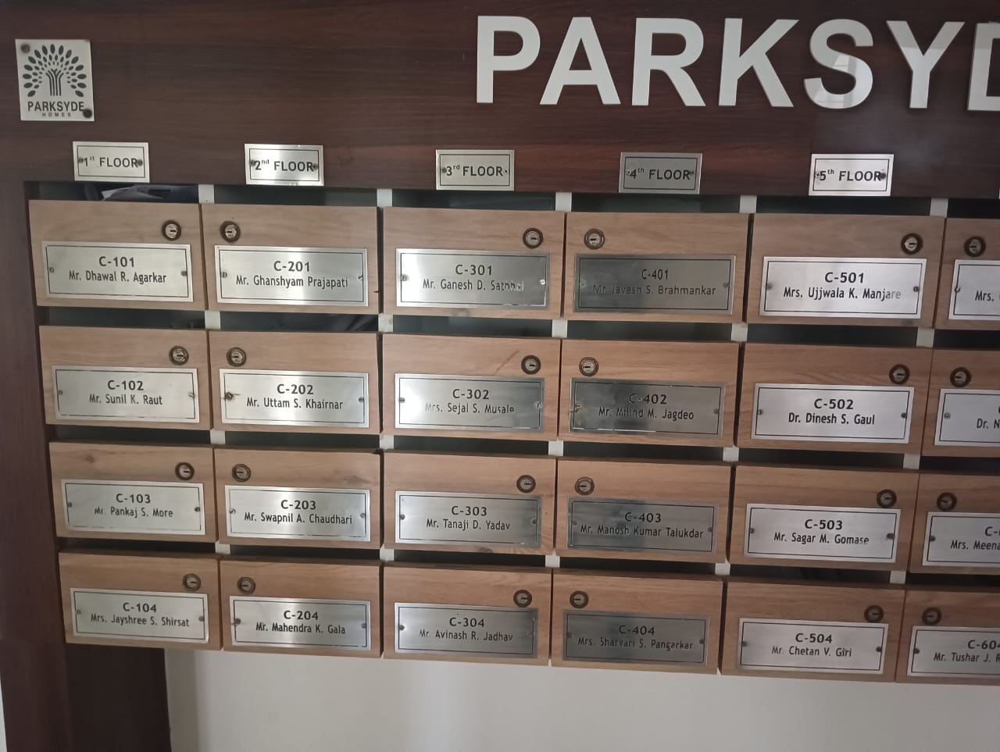 PARKSYDE
HOMES
PARKSYD
1st FLOOR
2nd FLOOR
3rd FLOOR
4th FLOOR
5th FLOOR
C-101
Mr. Dhawal R. Agarkar
C-201
Mr. Ghanshyam Prajapati
C-301
Mr. Ganesh D.
C-401
Mr. Jayesh S. Brahmankar
C-501
Mrs. Ujjwala K. Manjare
Mrs.
C-102
Mr. Sunil K. Raut
C-202
Mr. Uttam S. Khairnar
C-302
Mrs. Sejal S. Musale
C-402
Mr. Milind M. Jagdeo
C-502
Dr. Dinesh S. Gaul
Dr.
C-103
Mr. Pankaj S. More
C-203
Mr. Swapnil A. Chaudhari
C-303
Mr. Tanaji D. Yadav
C-403
Mr. Manosh Kumar Talukdar
C-503
Mr. Sagar M. Gomase
Mrs. Meena
C-104
Mrs. Jayshree S. Shirsat
C-204
Mr. Mahendra K. Gala
C-304
Mr. Avinash R. Jadhav
C-404
Mrs. Sharvari S. Pangarkar
C-504
Mr. Chetan V. Giri
C-604
Mr. Tushar J.